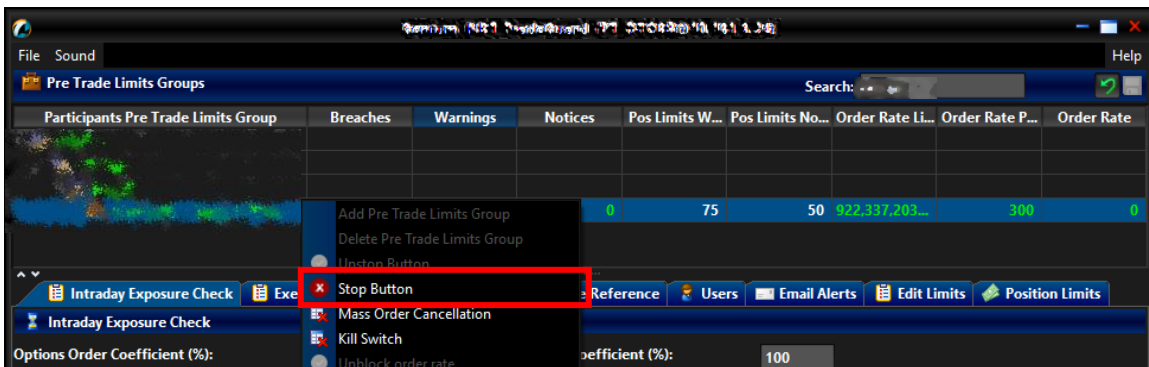 File Sound Help
Pre Trade Limits Groups Search:
Participants Pre Trade Limits Group Breaches Warnings Notices Pos Limits W... Pos Limits No... Order Rate Li... Order Rate P... Order Rate
0 75 50 922,337,203... 300 0
Add Pre Trade Limits Group
Delete Pre Trade Limits Group
Unstop Button
Stop Button
Intraday Exposure Check Exe Reference Users Email Alerts Edit Limits Position Limits
Mass Order Cancellation
Intraday Exposure Check
Kill Switch
Options Order Coefficient (%): oefficient (%): 100
Unblock order rate